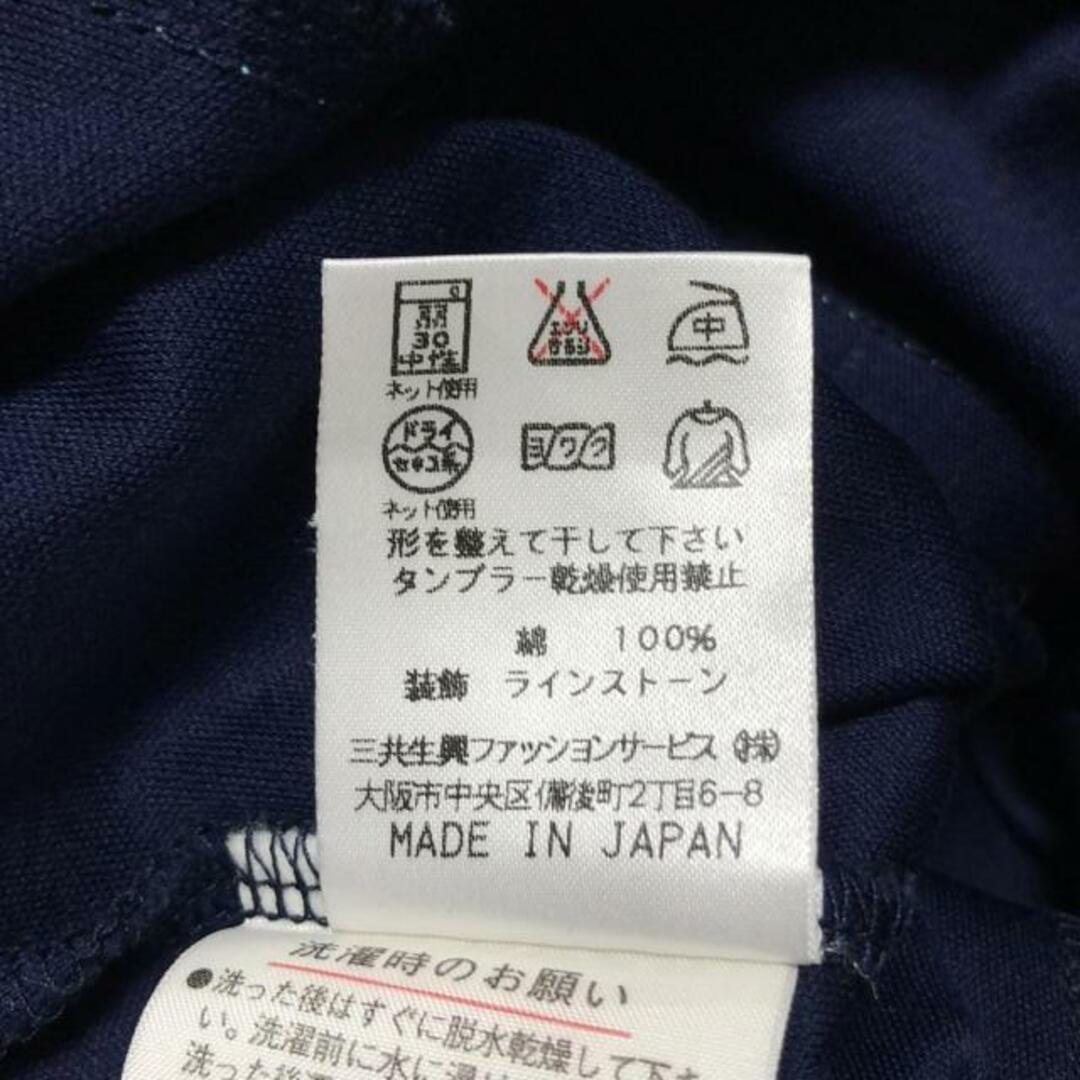 弱
30
中性
ネット使用
エンソ
サラシ
中
ドライ
セキユ系
ネット使用
ヨワク
形を整えて干して下さい
タンブラー乾燥使用禁止
綿 100%
装飾 ラインストーン
三共生興ファッションサービス ㈱
大阪市中央区備後町2丁目6-8
MADE IN JAPAN
洗濯時のお願い
●洗った後はすぐに脱水乾燥して下さ
い。洗濯前に水に
洗った後